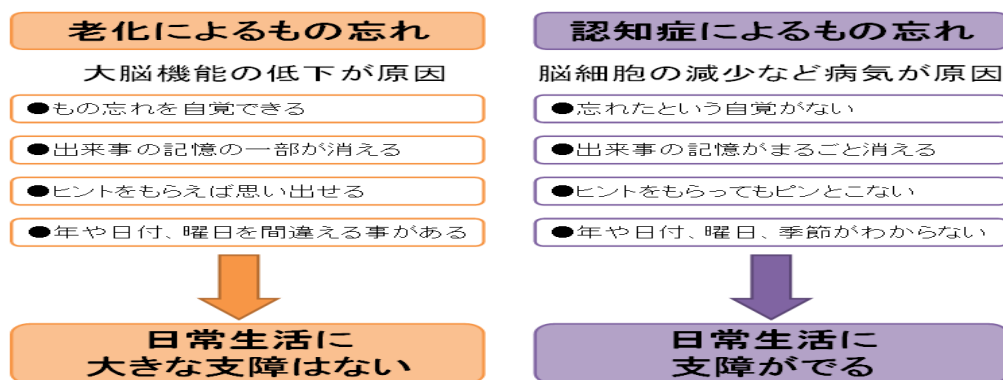 老化によるもの忘れ
大脳機能の低下が原因
●もの忘れを自覚できる
●出来事の記憶の一部が消える
●ヒントをもらえば思い出せる
●年や日付、曜日を間違える事がある
日常生活に
大きな支障はない
認知症によるもの忘れ
脳細胞の減少など病気が原因
●忘れたという自覚がない
●出来事の記憶がまるごと消える
●ヒントをもらってもピンとこない
●年や日付、曜日、季節がわからない
日常生活に
支障がでる